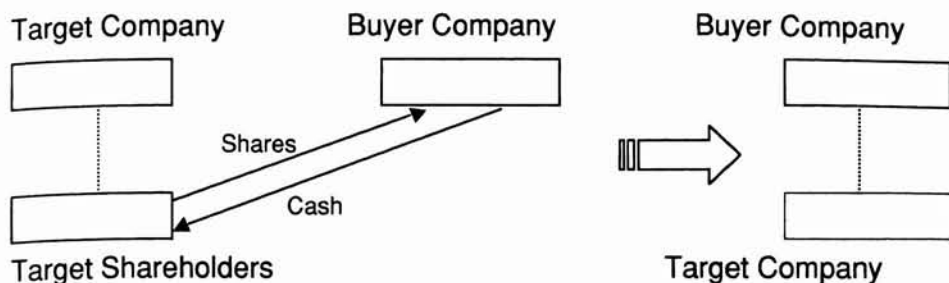 Target Company
Buyer Company
Buyer Company
Shares
Cash
Target Shareholders
Target Company